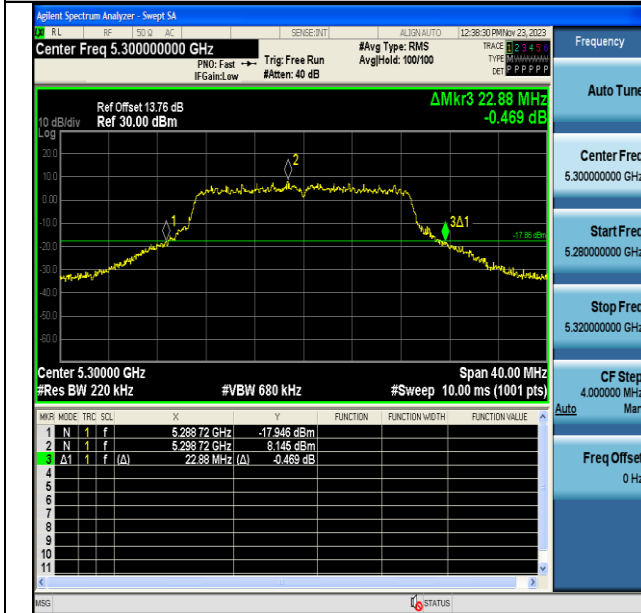 Agilent Spectrum Analyzer - Swept SA
RL RF 50 Ω AC SENSE:INT ALIGN AUTO 12:38:30 PM Nov 23, 2023
Center Freq 5.300000000 GHz #Avg Type: RMS TRACE 1 2 3 4 5 6
PNO: Fast Trig: Free Run Avg|Hold: 100/100 TYPE M
IFGain:Low #Atten: 40 dB DET P P P P P P
Frequency
ΔMkr3 22.88 MHz
Ref Offset 13.76 dB
10 dB/div Ref 30.00 dBm -0.469 dB
Log
20.0
10.0
0.00
-10.0
-20.0
-30.0
-40.0
-50.0
-60.0
2
1
3Δ1
-17.86 dBm
Center 5.30000 GHz Span 40.00 MHz
#Res BW 220 kHz #VBW 680 kHz #Sweep 10.00 ms (1001 pts)
MKR MODE TRC SCL X Y FUNCTION FUNCTION WIDTH FUNCTION VALUE
1 N 1 f 5.288 72 GHz -17.946 dBm
2 N 1 f 5.298 72 GHz 8.145 dBm
3 Δ1 1 f (Δ) 22.88 MHz (Δ) -0.469 dB
4
5
6
7
8
9
10
11
MSG STATUS
Auto Tune
Center Freq
5.300000000 GHz
Start Freq
5.280000000 GHz
Stop Freq
5.320000000 GHz
CF Step
4.000000 MHz
Auto Man
Freq Offset
0 Hz